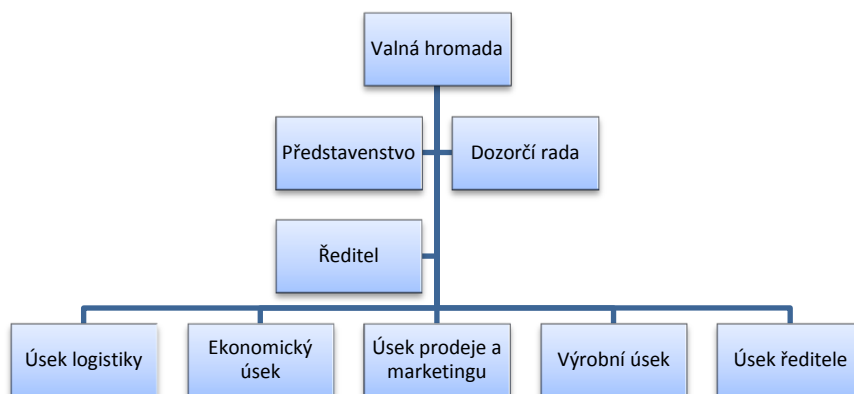 Valná hromada
Představenstvo
Dozorčí rada
Ředitel
Úsek logistiky
Ekonomický
úsek
Úsek prodeje a
marketingu
Výrobní úsek
Úsek ředitele